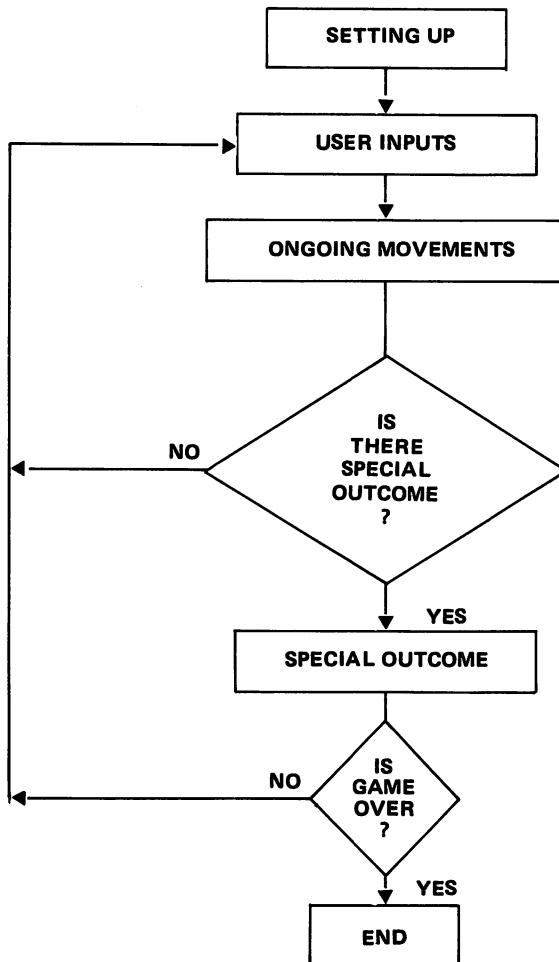 SETTING UP
USER INPUTS
ONGOING MOVEMENTS
IS
THERE
SPECIAL
OUTCOME
?
NO
YES
SPECIAL OUTCOME
IS
GAME
OVER
?
NO
YES
END